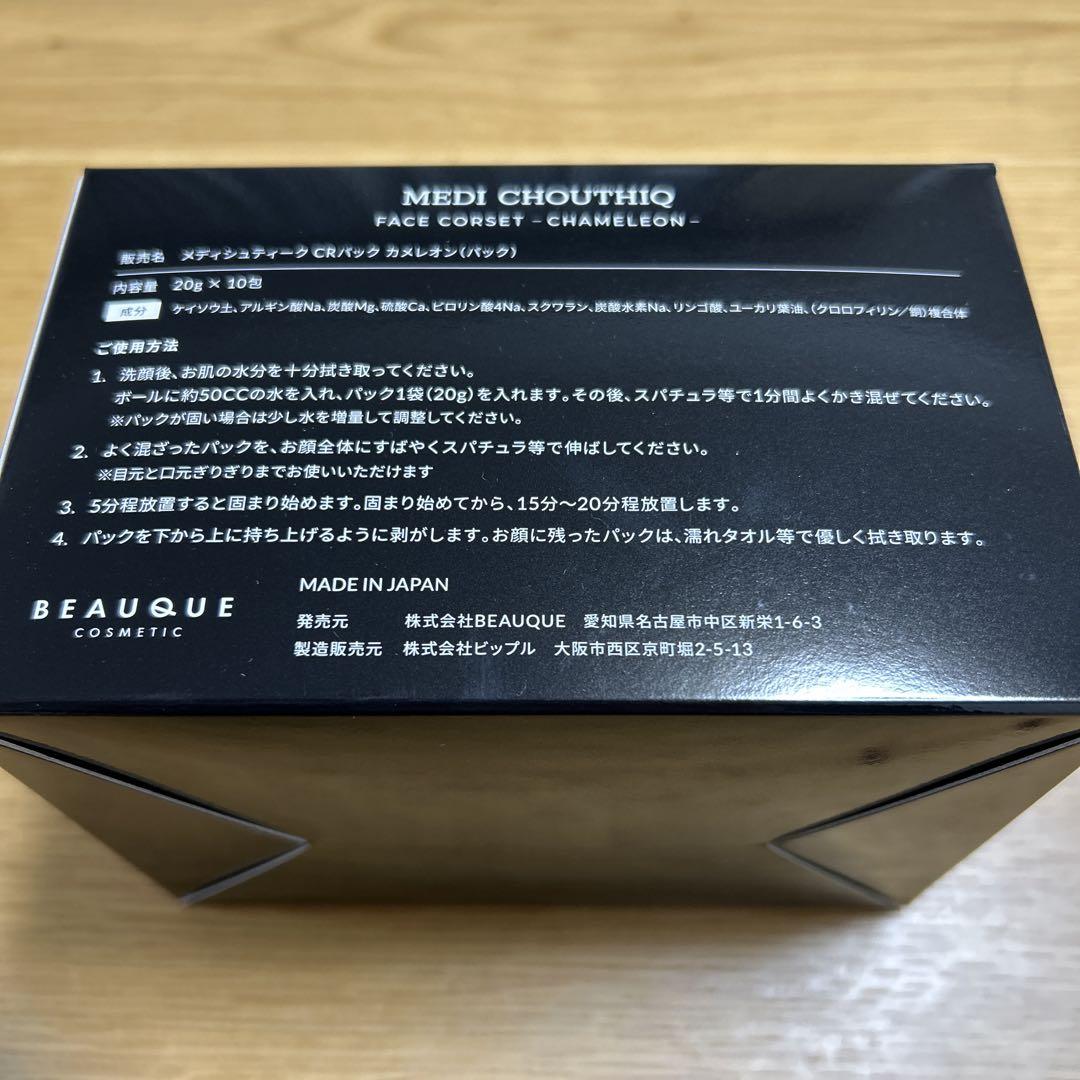 MEDI CHOUTHIQ
FACE CORSET -CHAMELEON-
販売名 メディシュティーク CRパック カメレオン(パック)
内容量 20g × 10包
成分 ケイソウ土、アルギン酸Na、炭酸Mg、硫酸Ca、ピロリン酸4Na、スクワラン、炭酸水素Na、リンゴ酸、ユーカリ葉油、(クロロフィリン/銅)複合体
ご使用方法
1. 洗顔後、お肌の水分を十分拭き取ってください。
ボールに約50CCの水を入れ、パック1袋(20g)を入れます。その後、スパチュラ等で1分間よくかき混ぜてください。
※パックが固い場合は少し水を増量して調整してください。
2. よく混ざったパックを、お顔全体にすばやくスパチュラ等で伸ばしてください。
※目元と口元ぎりぎりまでお使いいただけます
3. 5分程放置すると固まり始めます。固まり始めてから、15分〜20分程放置します。
4. パックを下から上に持ち上げるように剥がします。お顔に残ったパックは、濡れタオル等で優しく拭き取ります。
BEAUQUE
COSMETIC
MADE IN JAPAN
発売元 株式会社BEAUQUE 愛知県名古屋市中区新栄1-6-3
製造販売元 株式会社ビップル 大阪市西区京町堀2-5-13